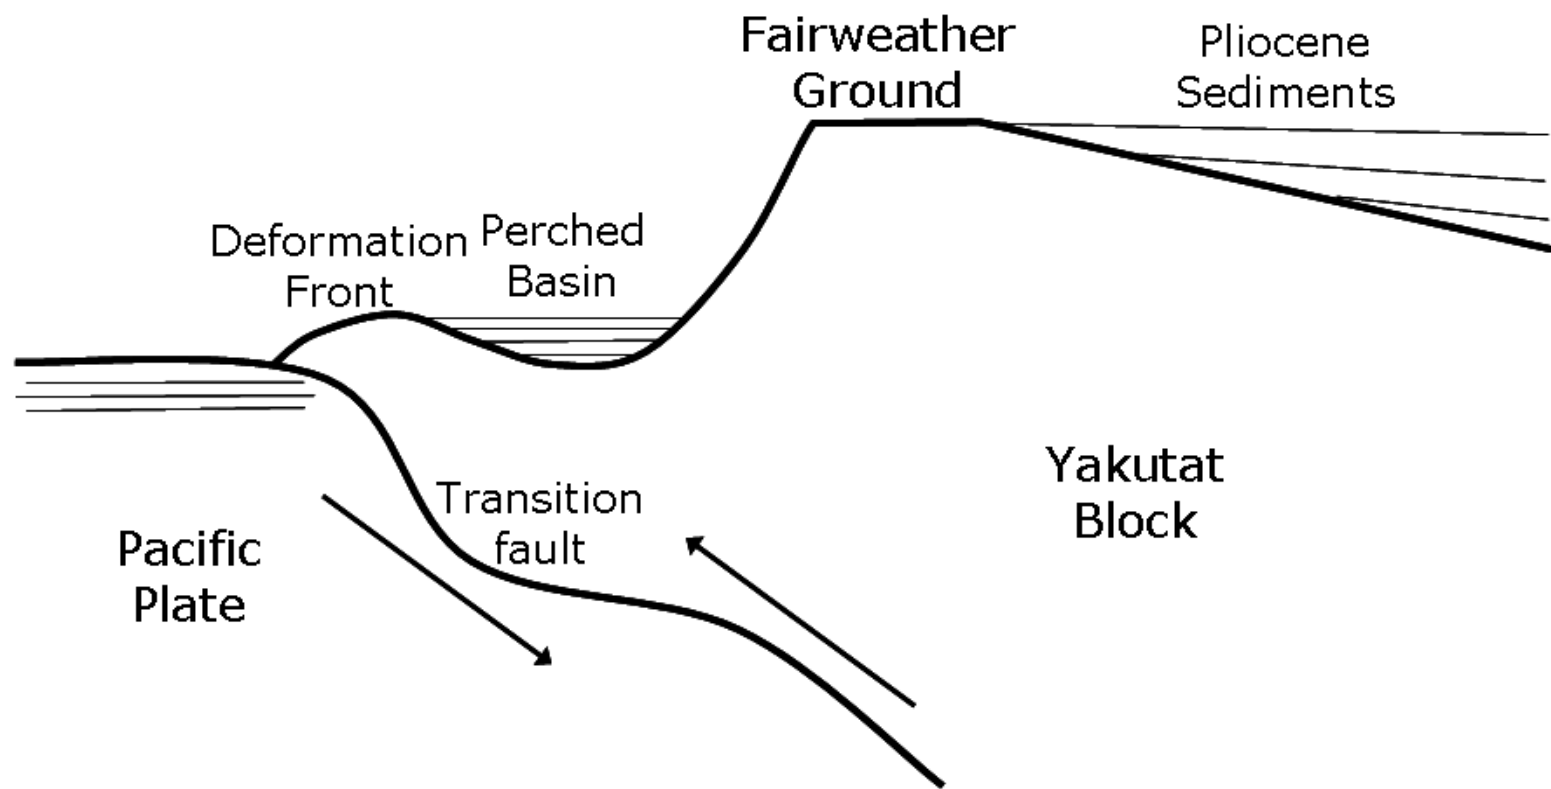 Fairweather
Ground
Pliocene
Sediments
Deformation
Front
Perched
Basin
Transition
fault
Yakutat
Block
Pacific
Plate